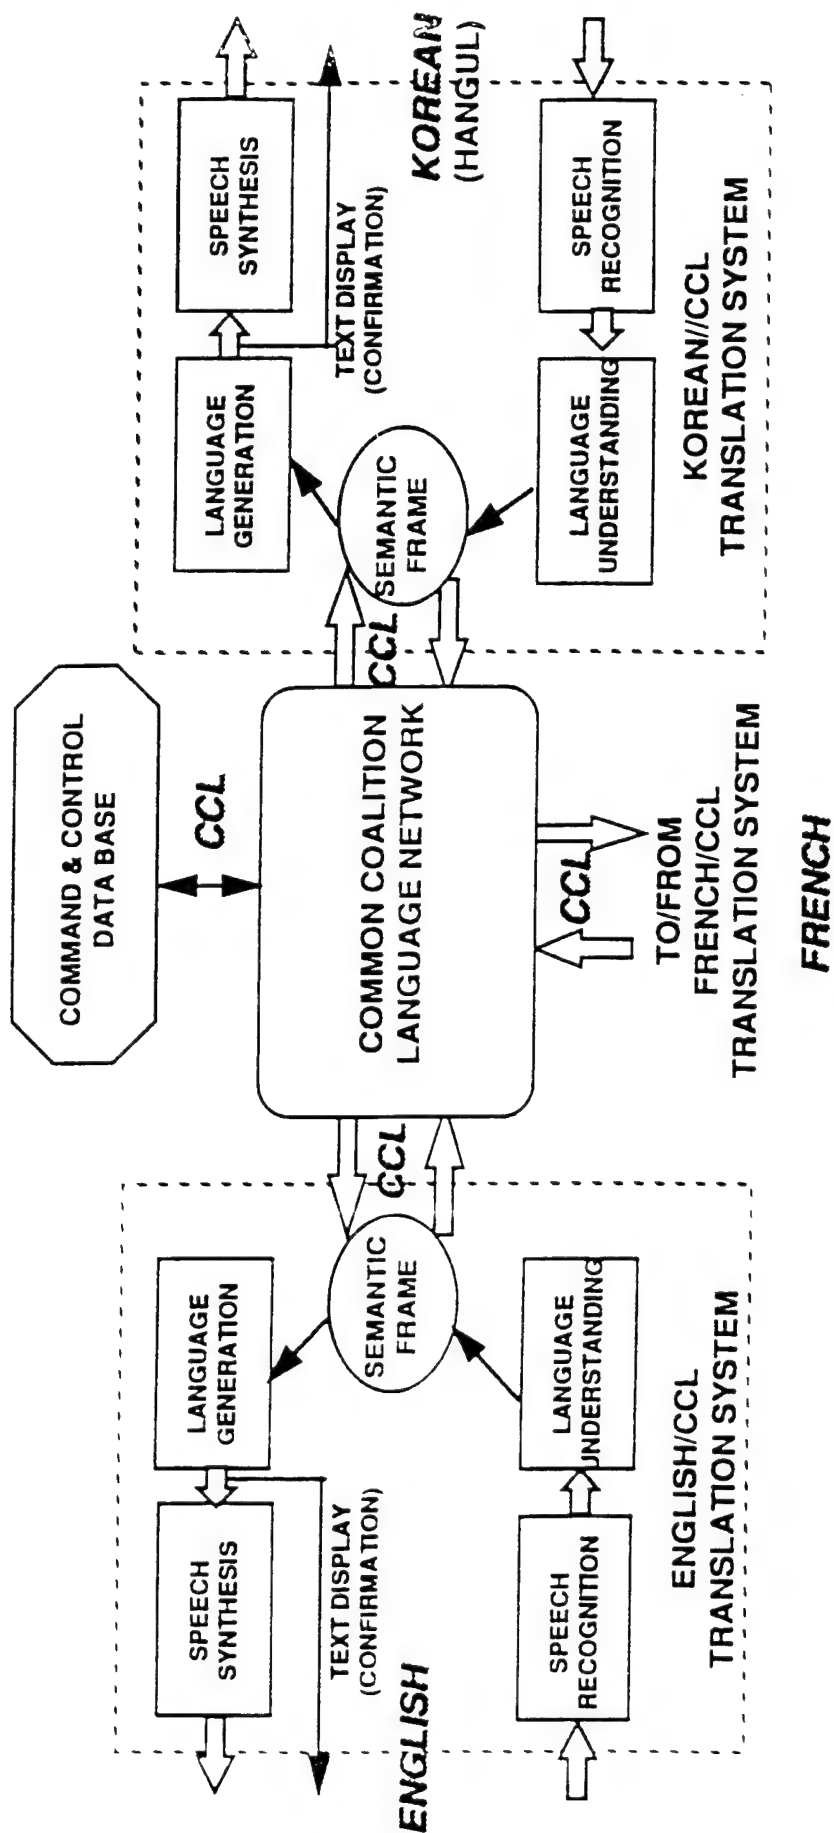 COMMAND & CONTROL
DATA BASE
CCL
LANGUAGE
GENERATION
SPEECH
SYNTHESIS
TEXT DISPLAY
(CONFIRMATION)
ENGLISH
SEMANTIC
FRAME
CCL
SPEECH
RECOGNITION
LANGUAGE
UNDERSTANDING
ENGLISH/CCL
TRANSLATION SYSTEM
COMMON COALITION
LANGUAGE NETWORK
CCL
TO/FROM
FRENCH/CCL
TRANSLATION SYSTEM
FRENCH
CCL
SEMANTIC
FRAME
LANGUAGE
GENERATION
SPEECH
SYNTHESIS
TEXT DISPLAY
(CONFIRMATION)
KOREAN
(HANGUL)
LANGUAGE
UNDERSTANDING
SPEECH
RECOGNITION
KOREAN//CCL
TRANSLATION SYSTEM